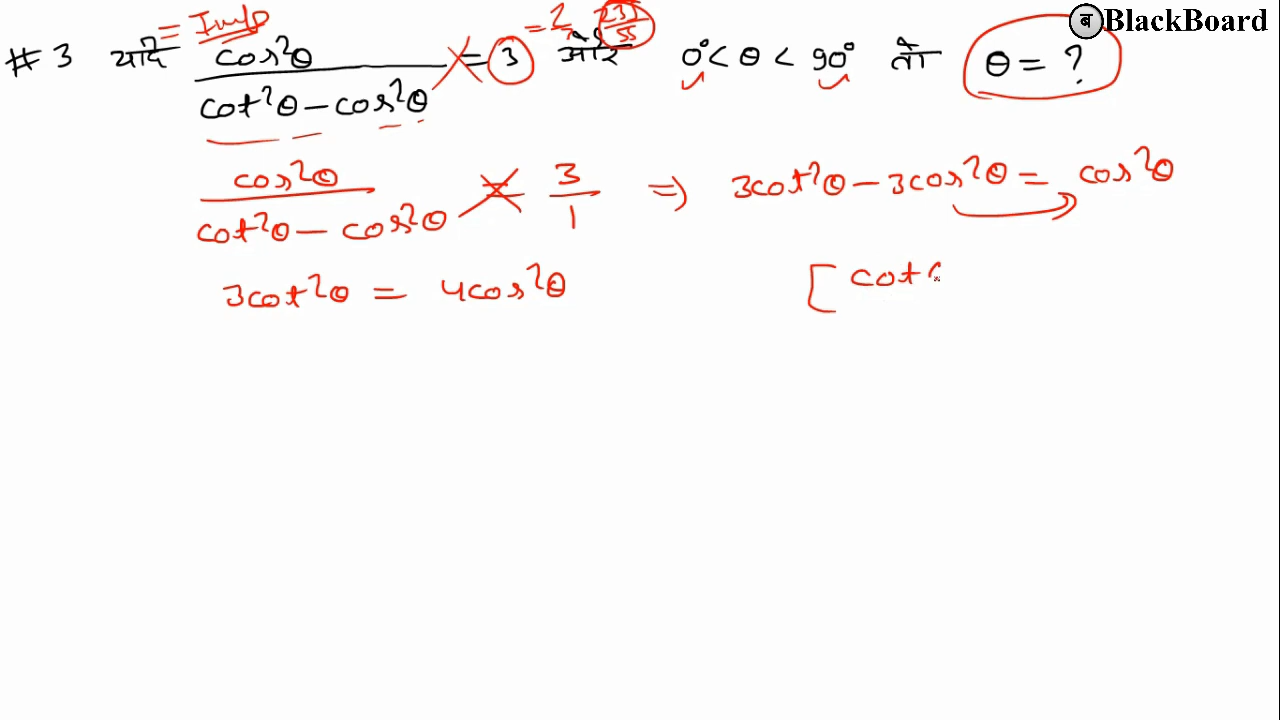 BlackBoard
= Imp
# 3 यदि cos²θ / cot²θ − cos²θ = 3 और 0° < θ < 90° तो θ = ?
cos²θ / cot²θ − cos²θ = 3/1 ⇒ 3cot²θ − 3cos²θ = cos²θ
3cot²θ = 4cos²θ [cot